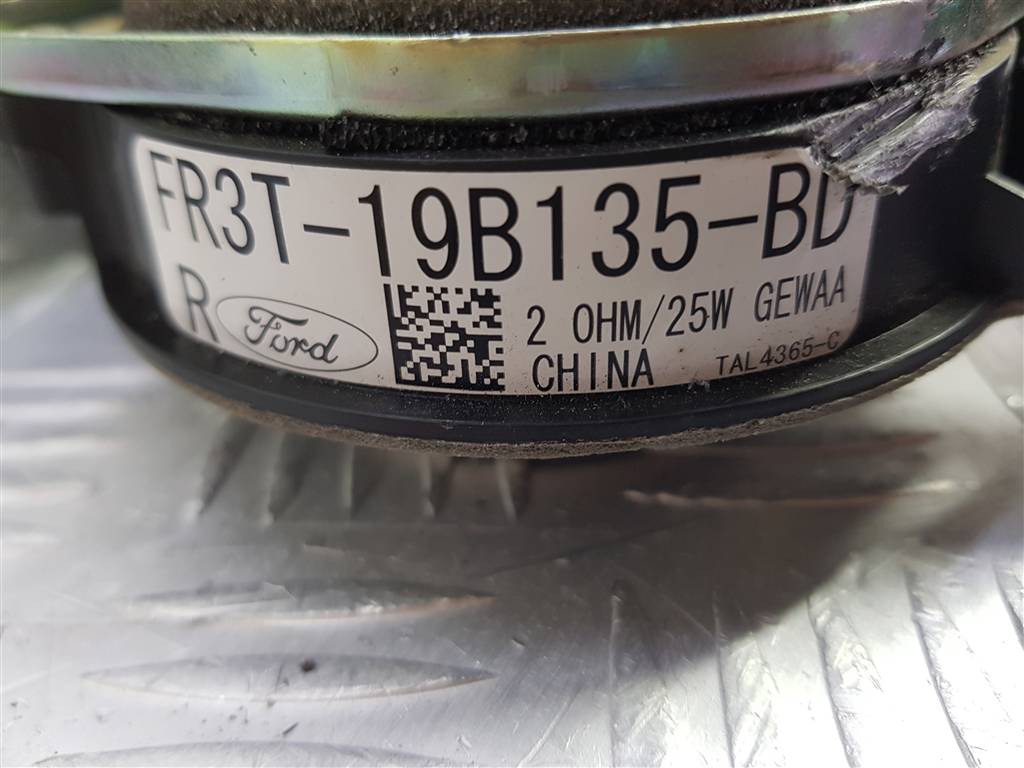 FR3T-19B135-BD
R Ford 2 OHM/25W GEWAA
CHINA TAL4365-C